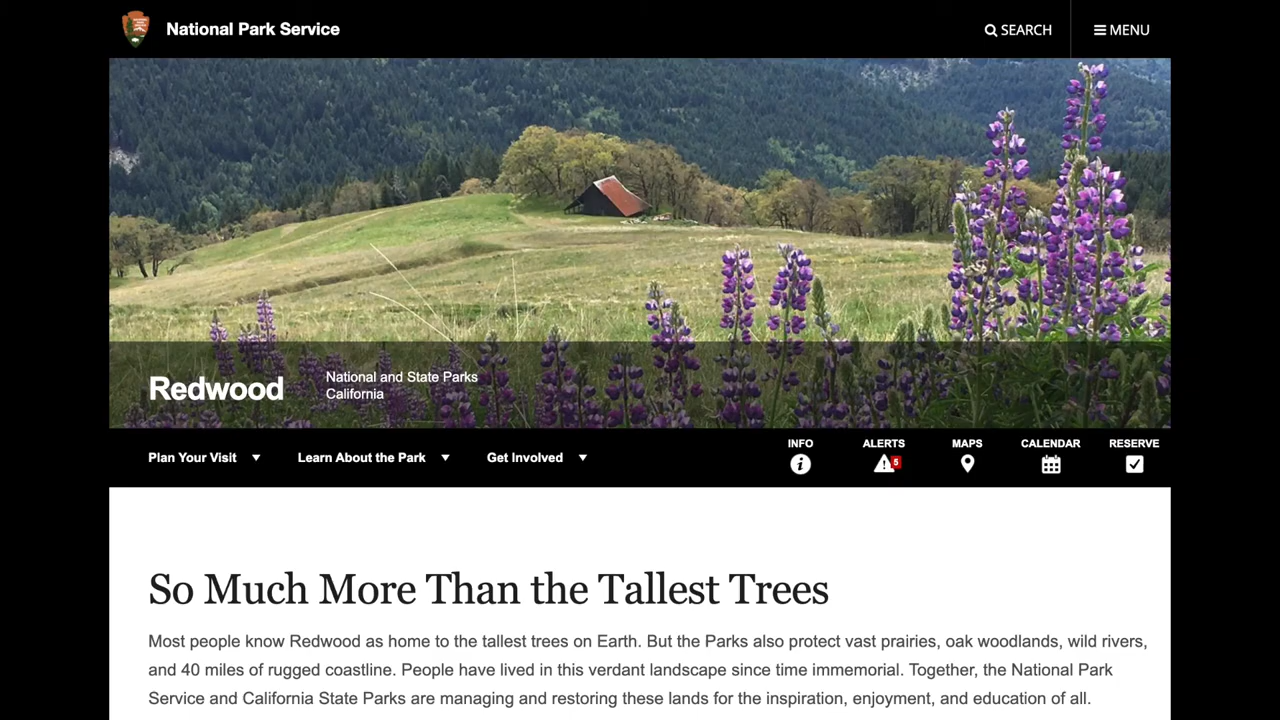 National Park Service
SEARCH
MENU
Redwood
National and State Parks
California
Plan Your Visit
Learn About the Park
Get Involved
INFO
ALERTS
5
MAPS
CALENDAR
RESERVE
So Much More Than the Tallest Trees
Most people know Redwood as home to the tallest trees on Earth. But the Parks also protect vast prairies, oak woodlands, wild rivers,
and 40 miles of rugged coastline. People have lived in this verdant landscape since time immemorial. Together, the National Park
Service and California State Parks are managing and restoring these lands for the inspiration, enjoyment, and education of all.